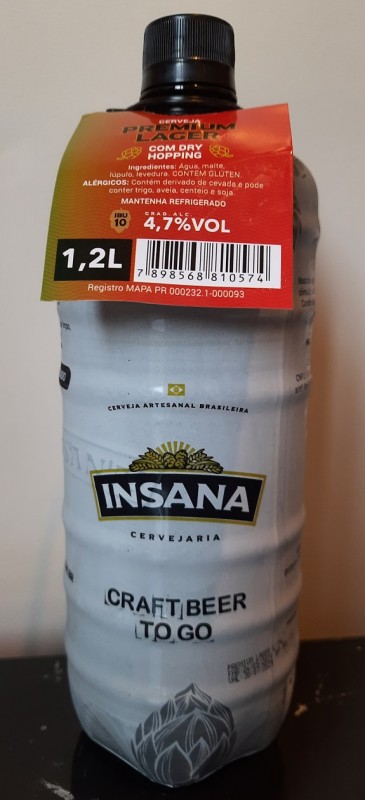 CERVEJA
PREMIUM
LAGER
COM DRY
HOPPING
Ingredientes: Água, malte,
lúpulo, levedura. CONTÉM GLÚTEN.
ALÉRGICOS: Contém derivado de cevada e pode
conter trigo, aveia, centeio e soja.
MANTENHA REFRIGERADO
IBU
10
GRAD. ALC.
4,7%VOL
1,2L
7 898568 810574
Registro MAPA PR 000232.1-000093
CERVEJA ARTESANAL BRASILEIRA
INSANA
CERVEJARIA
CRAFT BEER
TO GO
PREMIUM LAGER